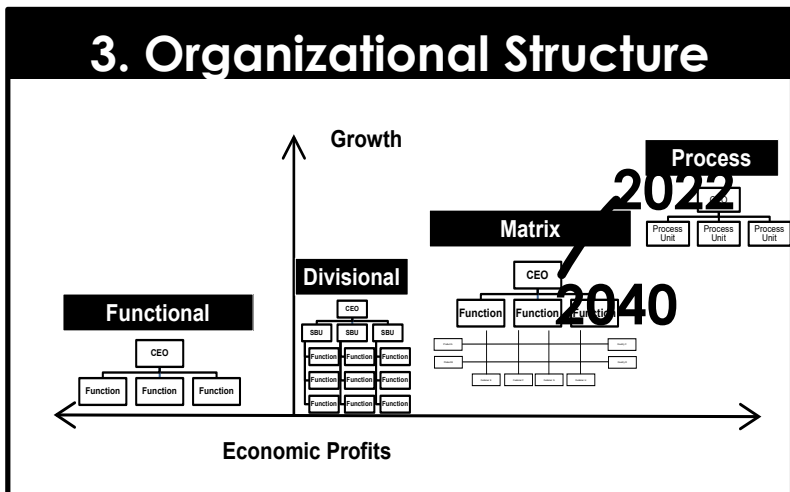 3. Organizational Structure
Growth
Process
2022
Process Unit
Process Unit
Process Unit
Matrix
CEO
2040
Function
Function
Function
Divisional
CEO
SBU
SBU
SBU
Function
Function
Function
Function
Function
Function
Function
Function
Function
Functional
CEO
Function
Function
Function
Economic Profits